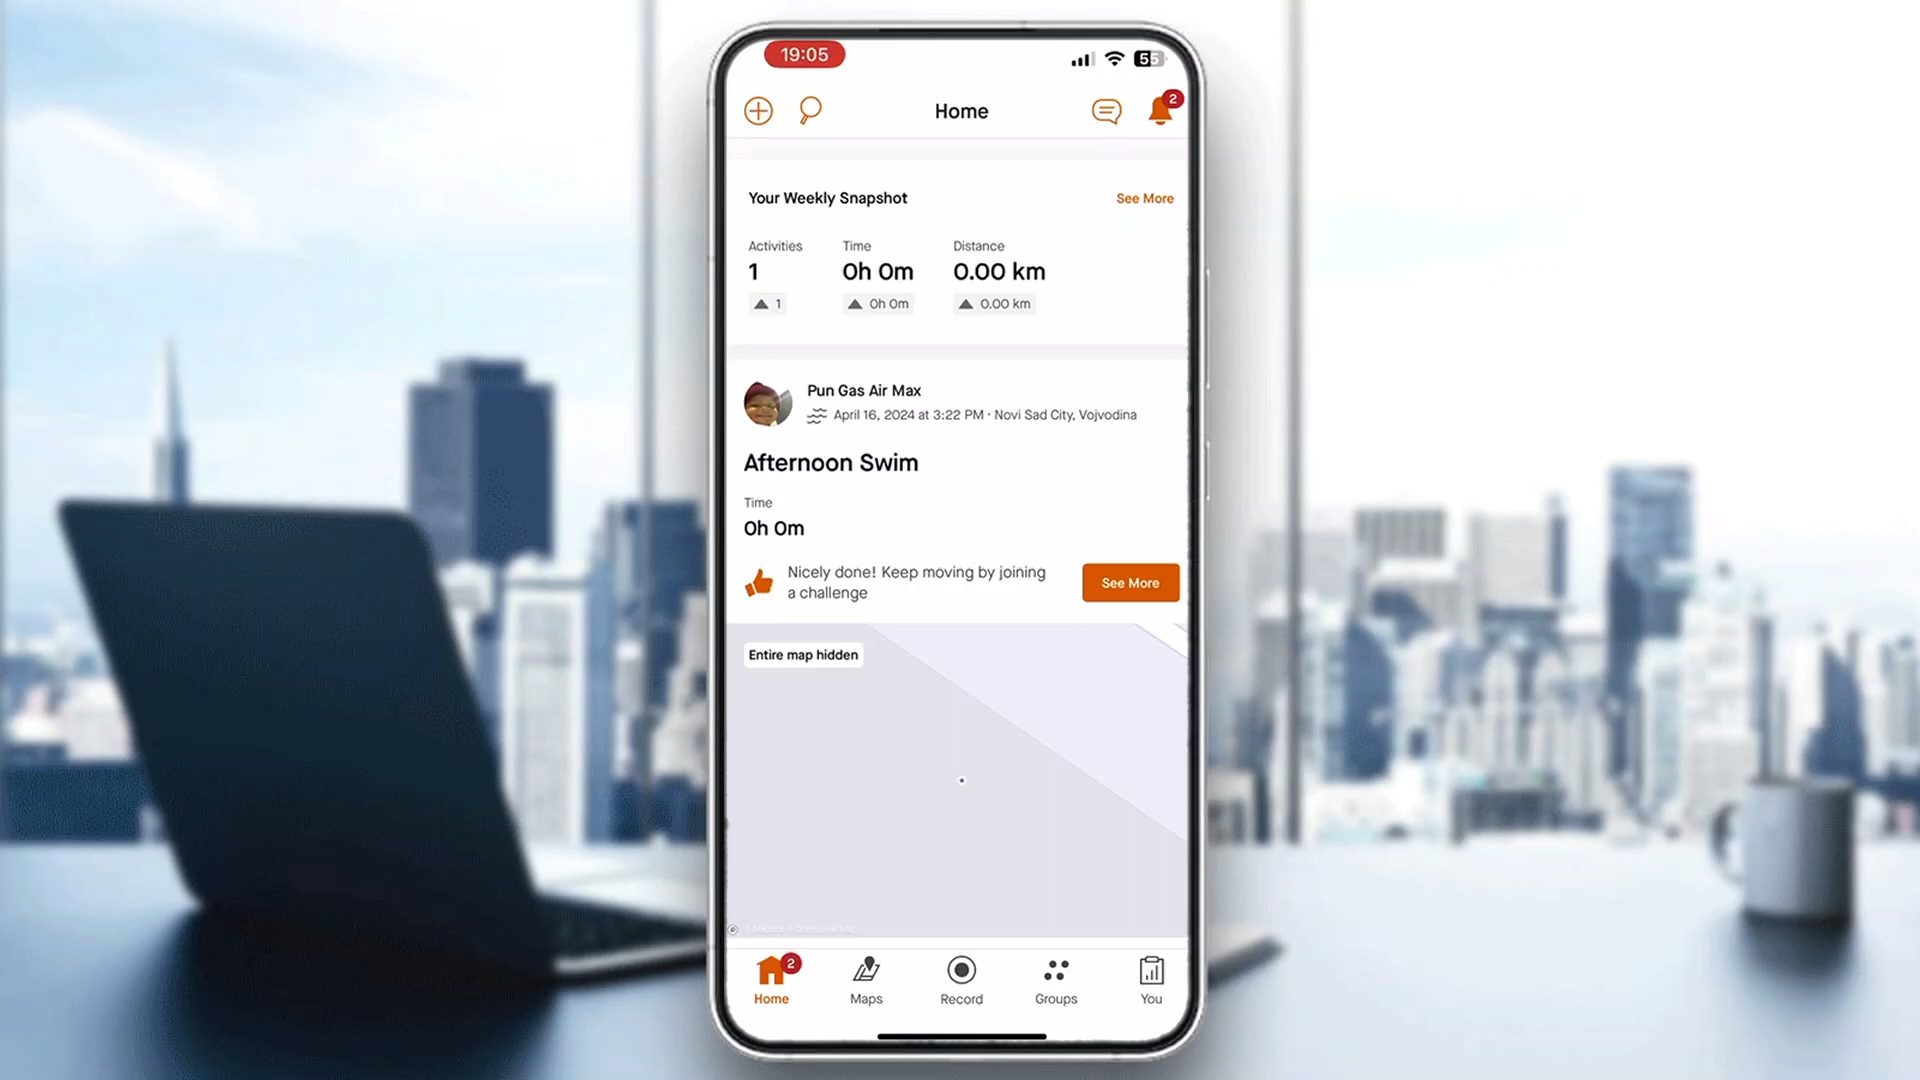 19:05
55
Home
2
Your Weekly Snapshot
See More
Activities
Time
Distance
1
0h 0m
0.00 km
1
0h 0m
0.00 km
Pun Gas Air Max
April 16, 2024 at 3:22 PM · Novi Sad City, Vojvodina
Afternoon Swim
Time
0h 0m
Nicely done! Keep moving by joining
a challenge
See More
Entire map hidden
2
Home
Maps
Record
Groups
You